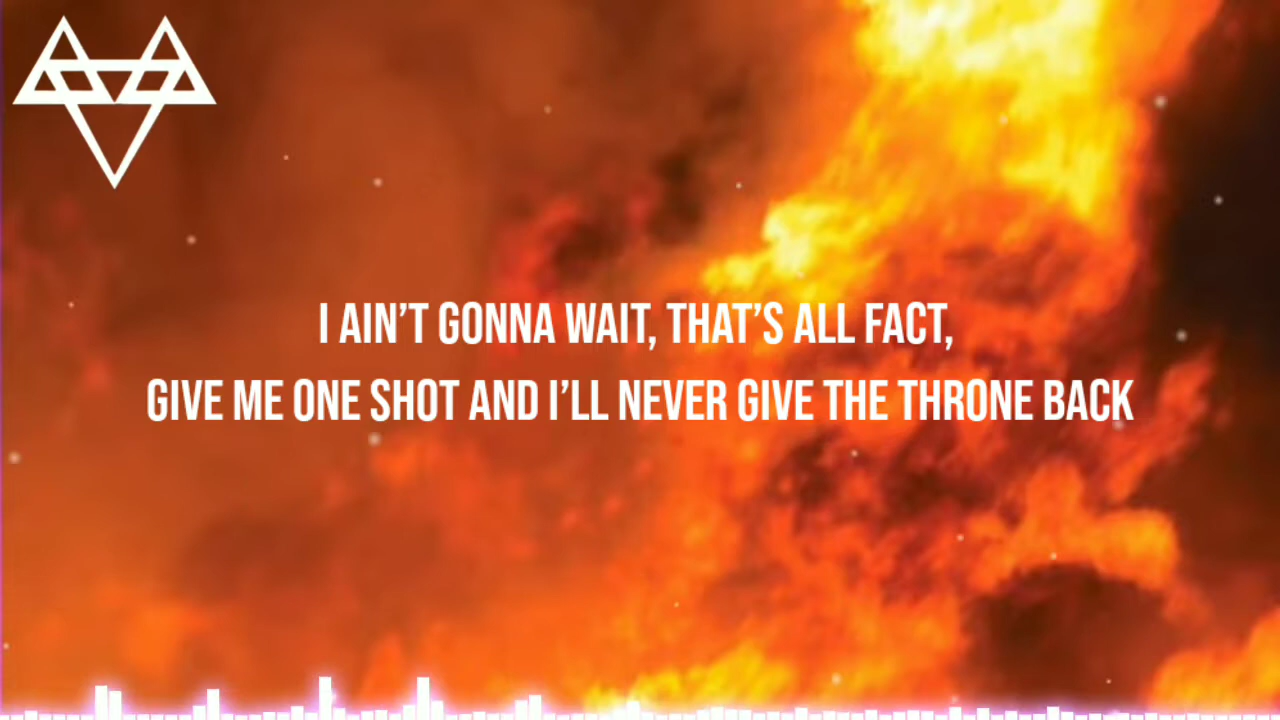 I AIN’T GONNA WAIT, THAT’S ALL FACT,
GIVE ME ONE SHOT AND I’LL NEVER GIVE THE THRONE BACK